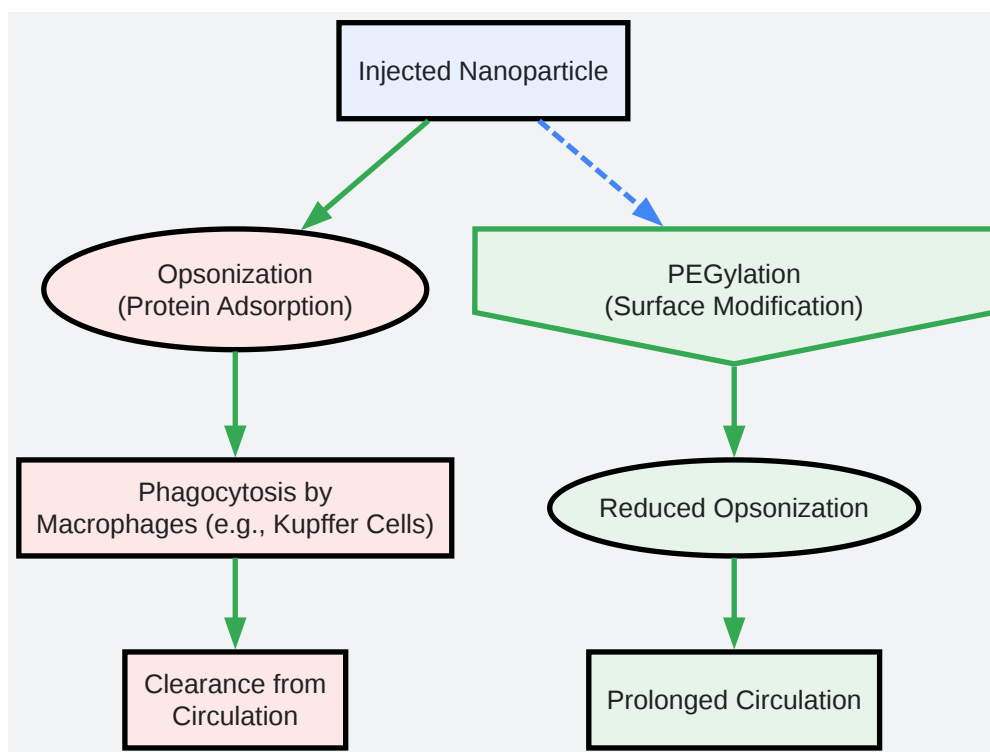 Injected Nanoparticle
Opsonization
(Protein Adsorption)
PEGylation
(Surface Modification)
Phagocytosis by
Macrophages (e.g., Kupffer Cells)
Reduced Opsonization
Clearance from
Circulation
Prolonged Circulation